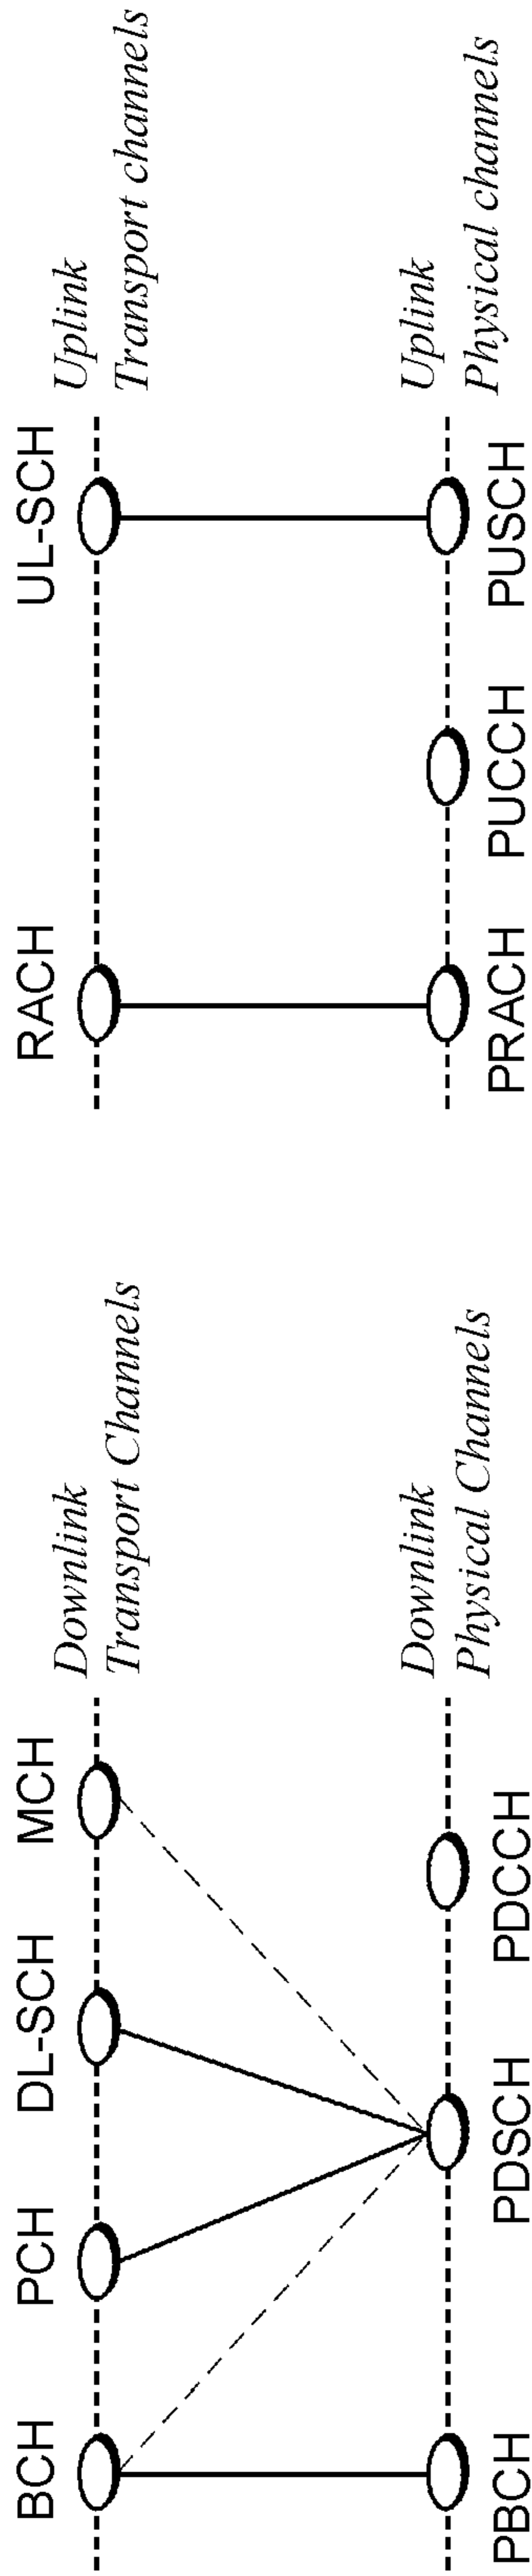 BCH
PCH
DL-SCH
MCH
Downlink
Transport Channels
PBCH
PDSCH
PDCCH
Downlink
Physical Channels
RACH
UL-SCH
Uplink
Transport channels
PRACH
PUCCH
PUSCH
Uplink
Physical channels